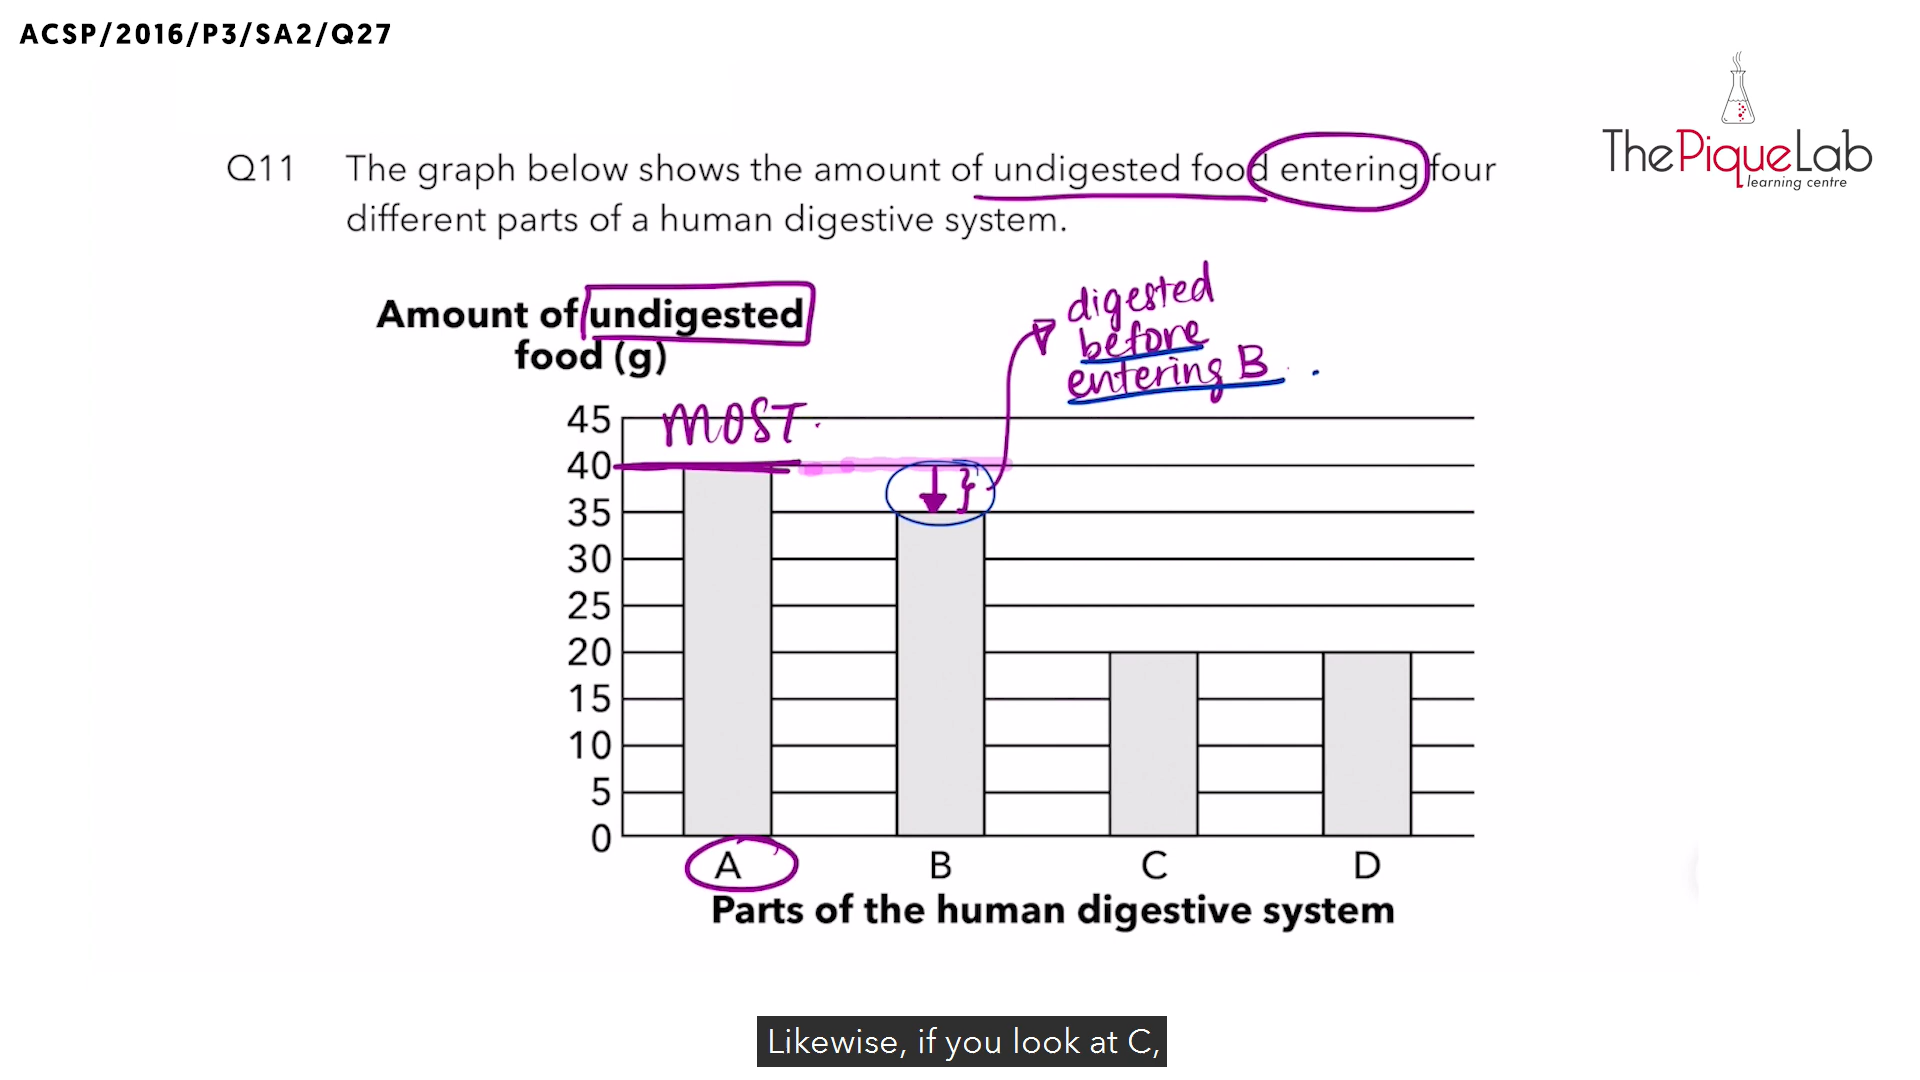 ACSP/2016/P3/SA2/Q27
ThePiqueLab
learning centre
Q11 The graph below shows the amount of undigested food entering four
different parts of a human digestive system.
Amount of undigested
food (g)
digested
before
entering B
MOST
45
40
35
30
25
20
15
10
5
0
A B C D
Parts of the human digestive system
Likewise, if you look at C,